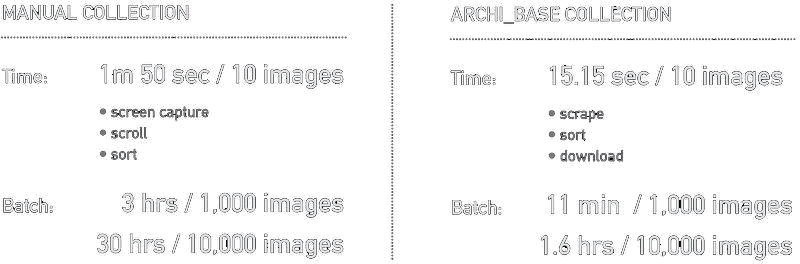 MANUAL COLLECTION
Time: 1m 50 sec / 10 images
• screen capture
• scroll
• sort
Batch: 3 hrs / 1,000 images
30 hrs / 10,000 images
ARCHI_BASE COLLECTION
Time: 15.15 sec / 10 images
• scrape
• sort
• download
Batch: 11 min / 1,000 images
1.6 hrs / 10,000 images